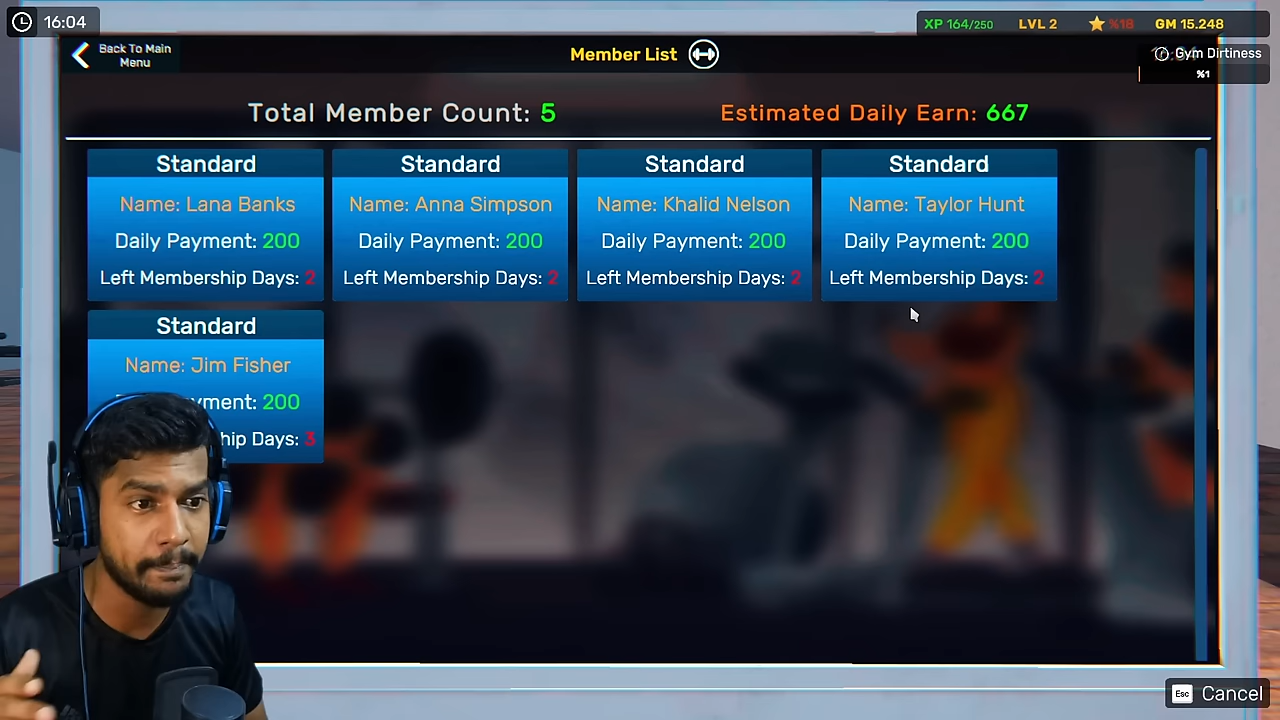 16:04
XP 164/250 LVL 2 %18 GM 15.248
Back To Main
Menu
Member List
Gym Dirtiness
%1
Total Member Count: 5
Estimated Daily Earn: 667
Standard
Name: Lana Banks
Daily Payment: 200
Left Membership Days: 2
Standard
Name: Anna Simpson
Daily Payment: 200
Left Membership Days: 2
Standard
Name: Khalid Nelson
Daily Payment: 200
Left Membership Days: 2
Standard
Name: Taylor Hunt
Daily Payment: 200
Left Membership Days: 2
Standard
Name: Jim Fisher
yment: 200
hip Days: 3
Esc Cancel